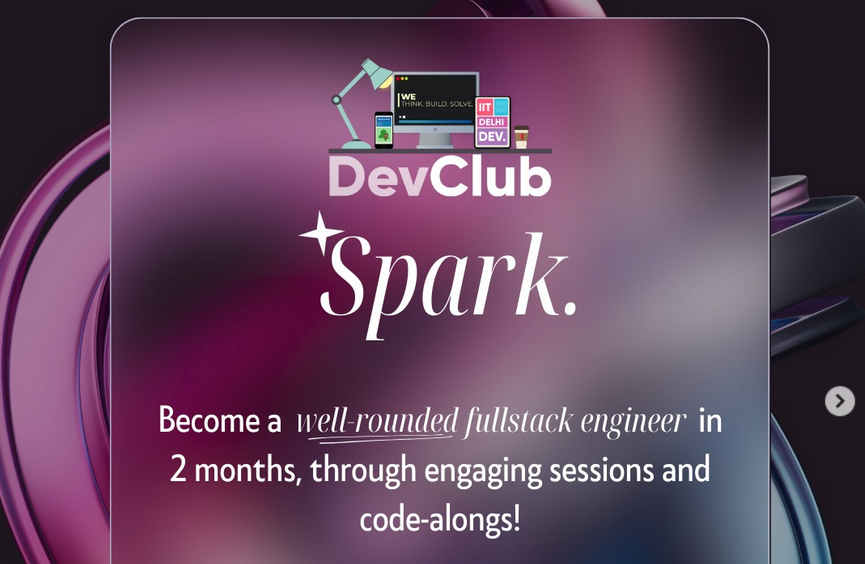 WE
THINK. BUILD. SOLVE.
IIT
DELHI
DEV.
DevClub
Spark.
Become a well-rounded fullstack engineer in
2 months, through engaging sessions and
code-alongs!